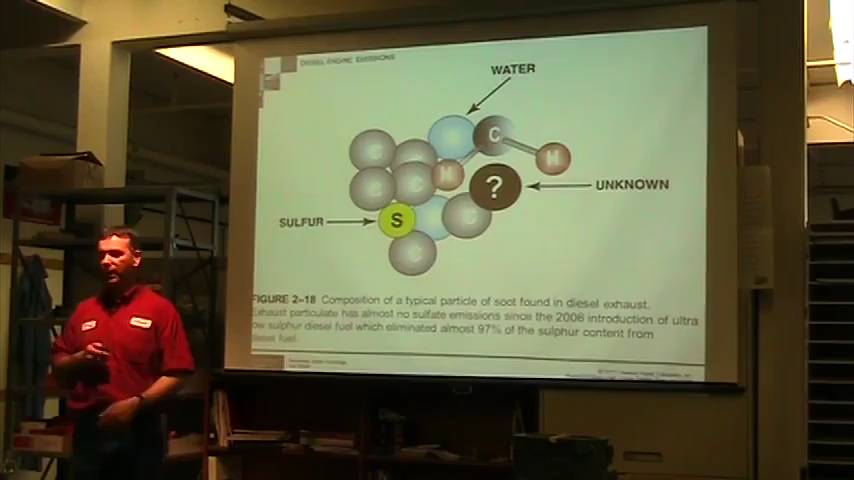 DIESEL ENGINE EMISSIONS
WATER
C
C
H
H
C
C
?
UNKNOWN
SULFUR
S
C
C
FIGURE 2–18 Composition of a typical particle of soot found in diesel exhaust.
Exhaust particulate has almost no sulfate emissions since the 2006 introduction of ultra
low sulphur diesel fuel which eliminated almost 97% of the sulphur content from
diesel fuel.